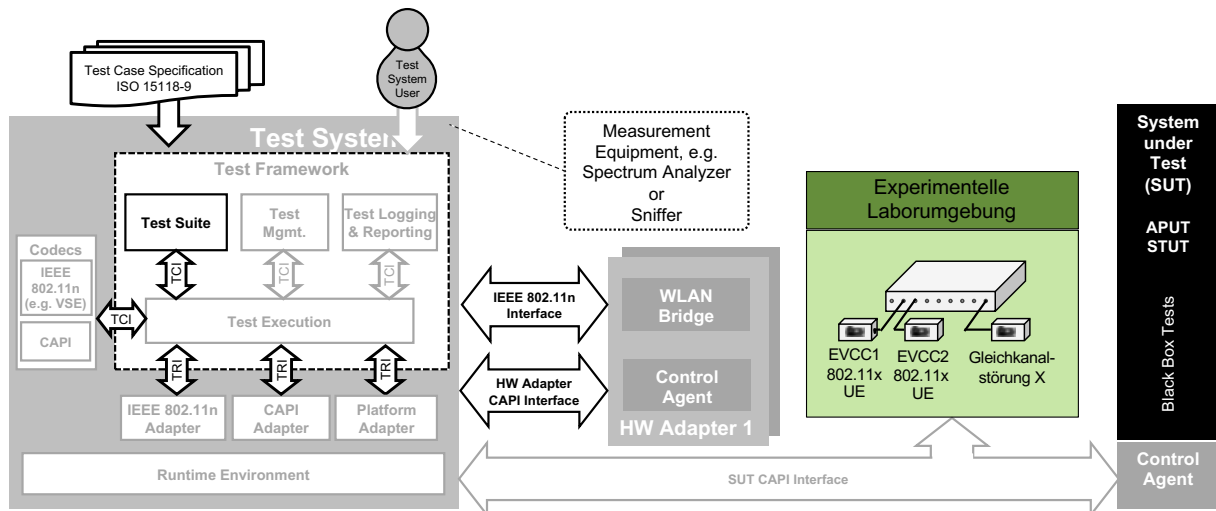 Test Case Specification
ISO 15118-9
Test
System
User
Test System
Test Framework
Test Suite
Test
Mgmt.
Test Logging
& Reporting
TCI
TCI
TCI
Codecs
IEEE
802.11n
(e.g. VSE)
CAPI
TCI
Test Execution
TRI
TRI
TRI
IEEE 802.11n
Adapter
CAPI
Adapter
Platform
Adapter
Runtime Environment
Measurement
Equipment, e.g.
Spectrum Analyzer
or
Sniffer
IEEE 802.11n
Interface
HW Adapter
CAPI Interface
WLAN
Bridge
Control
Agent
HW Adapter 1
SUT CAPI Interface
Experimentelle
Laborumgebung
EVCC1
802.11x
UE
EVCC2
802.11x
UE
Gleichkanal-
störung X
System
under
Test
(SUT)
APUT
STUT
Black Box Tests
Control
Agent